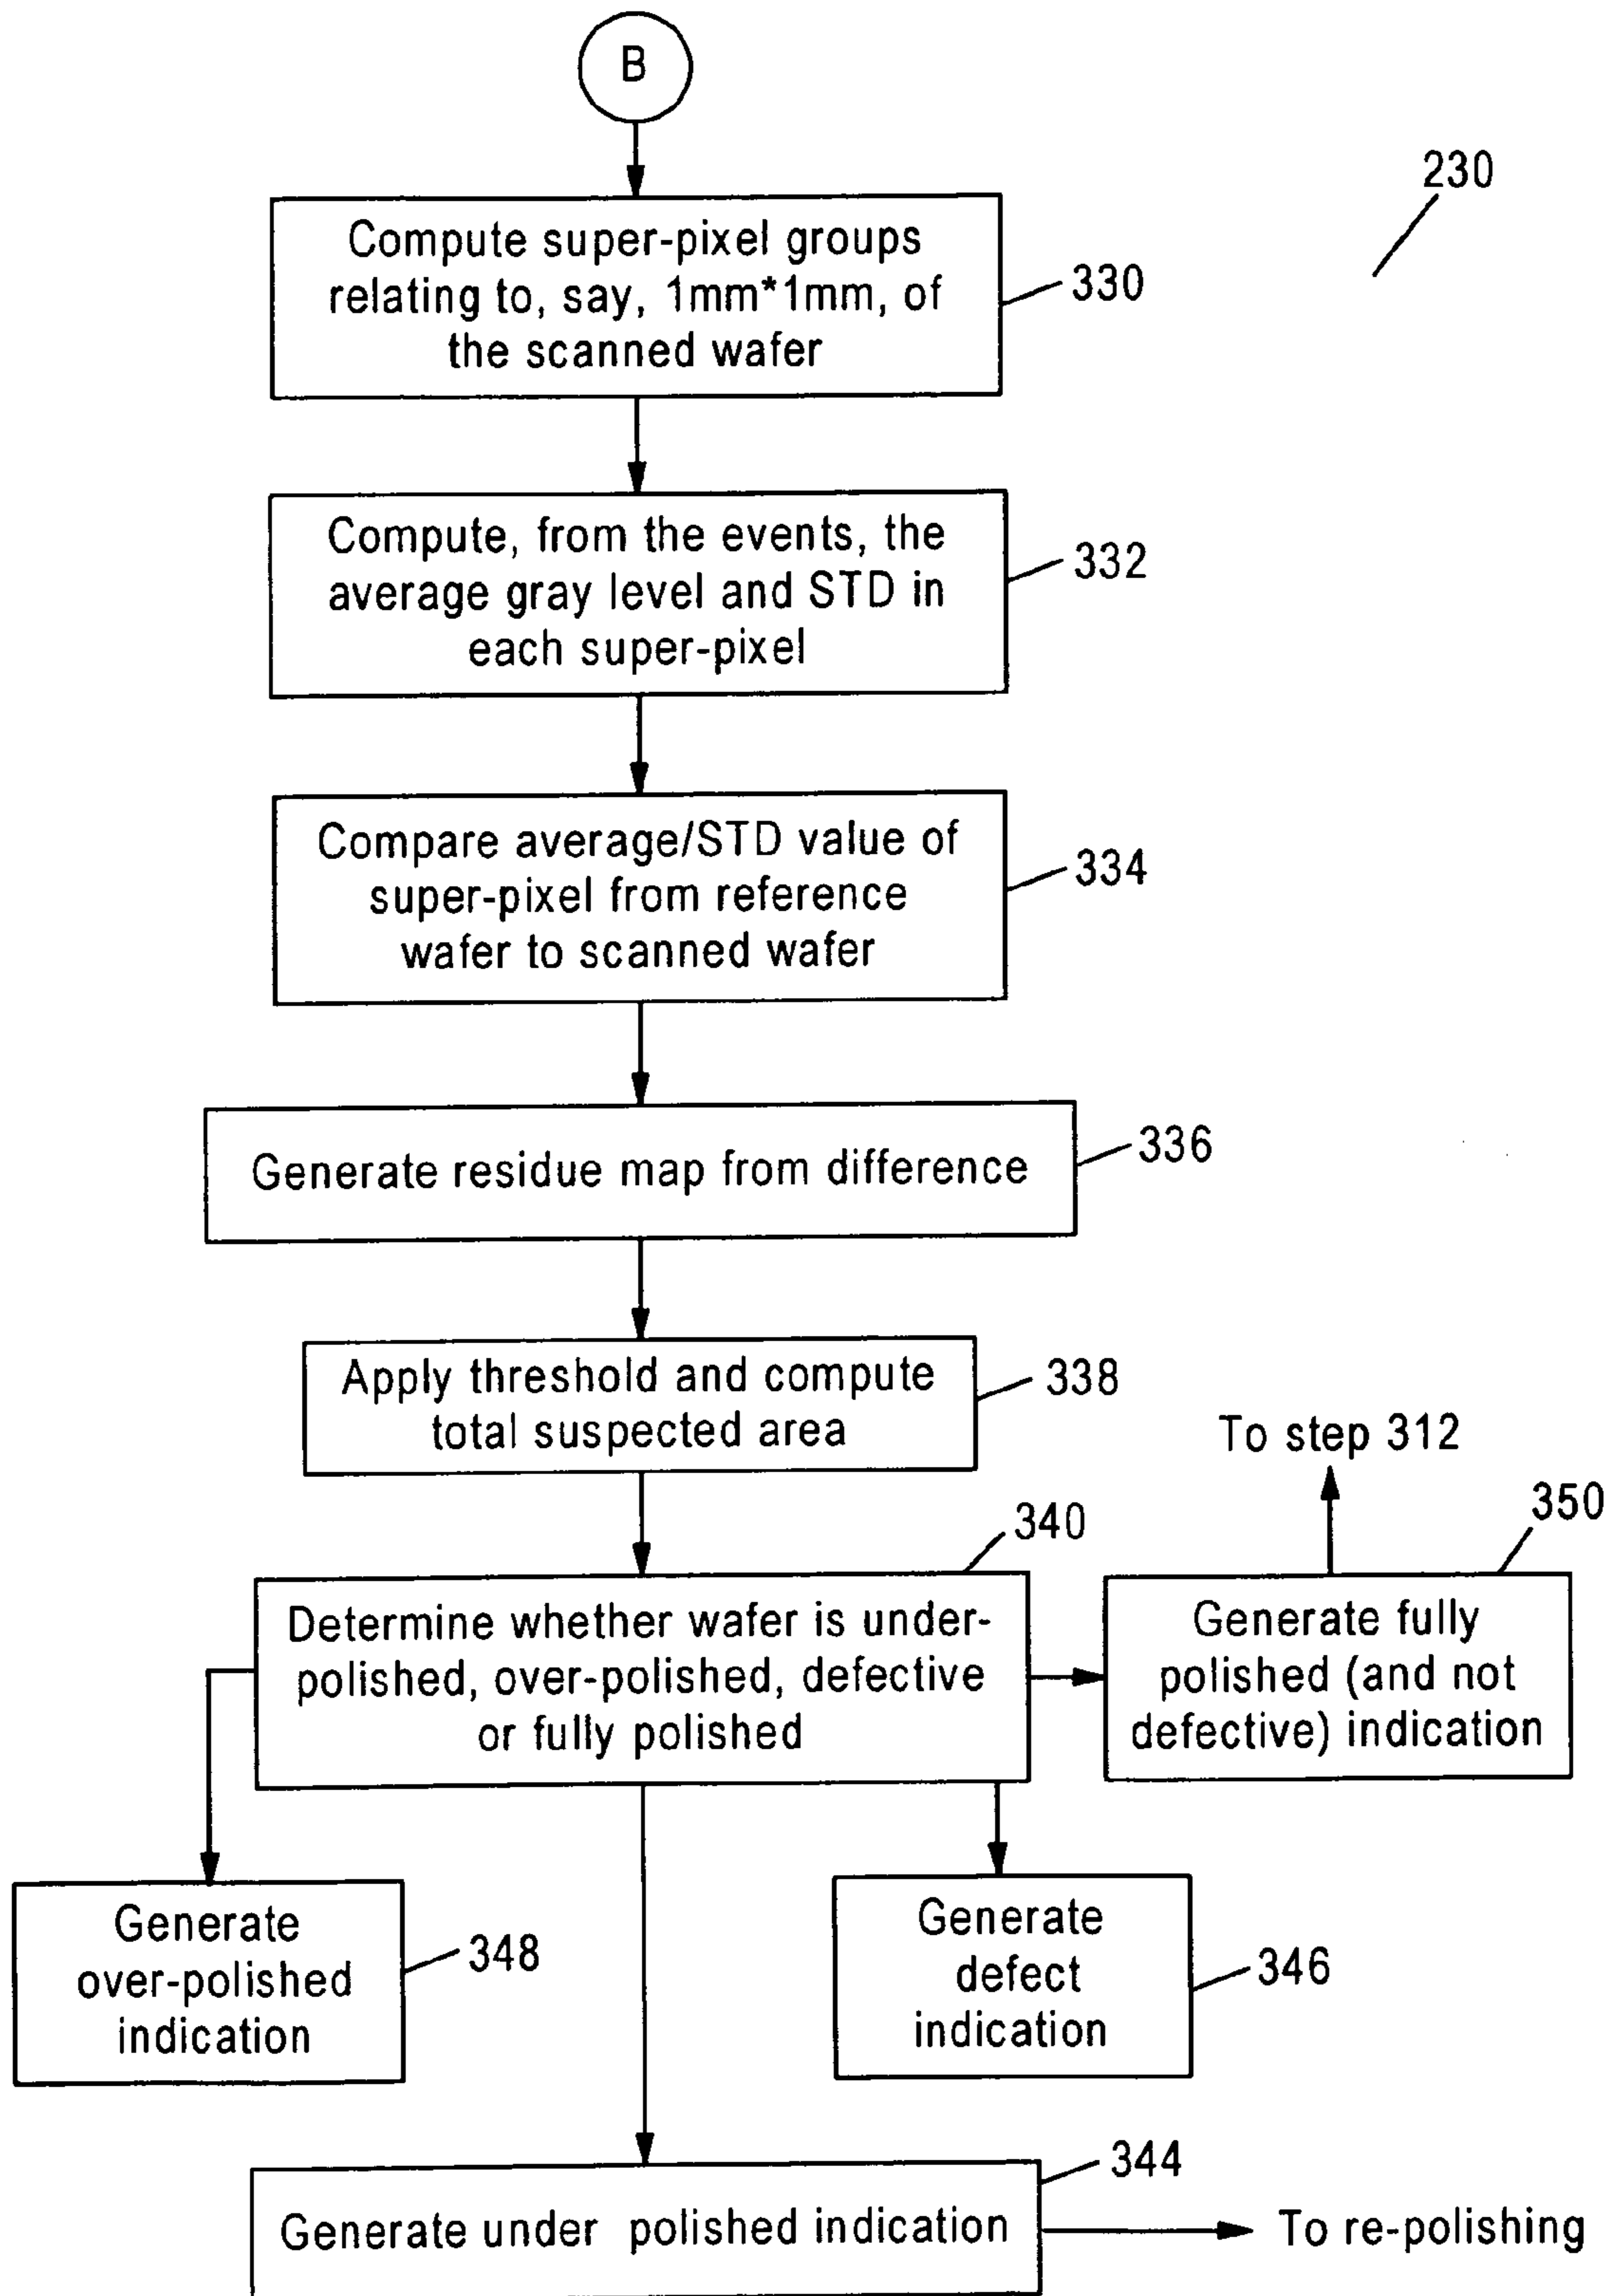 B
230
Compute super-pixel groups
relating to, say, 1mm*1mm, of
the scanned wafer
330
Compute, from the events, the
average gray level and STD in
each super-pixel
332
Compare average/STD value of
super-pixel from reference
wafer to scanned wafer
334
Generate residue map from difference
336
Apply threshold and compute
total suspected area
338
To step 312
340
350
Determine whether wafer is under-
polished, over-polished, defective
or fully polished
Generate fully
polished (and not
defective) indication
Generate
over-polished
indication
348
Generate
defect
indication
346
344
Generate under polished indication
To re-polishing